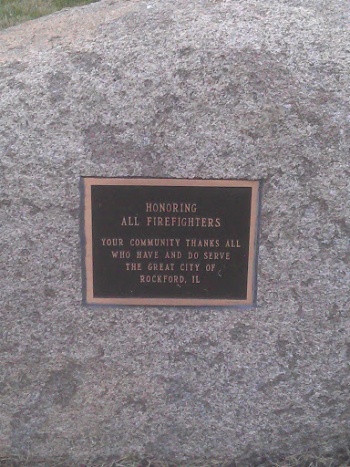 HONORING
ALL FIREFIGHTERS
YOUR COMMUNITY THANKS ALL
WHO HAVE AND DO SERVE
THE GREAT CITY OF
ROCKFORD, IL